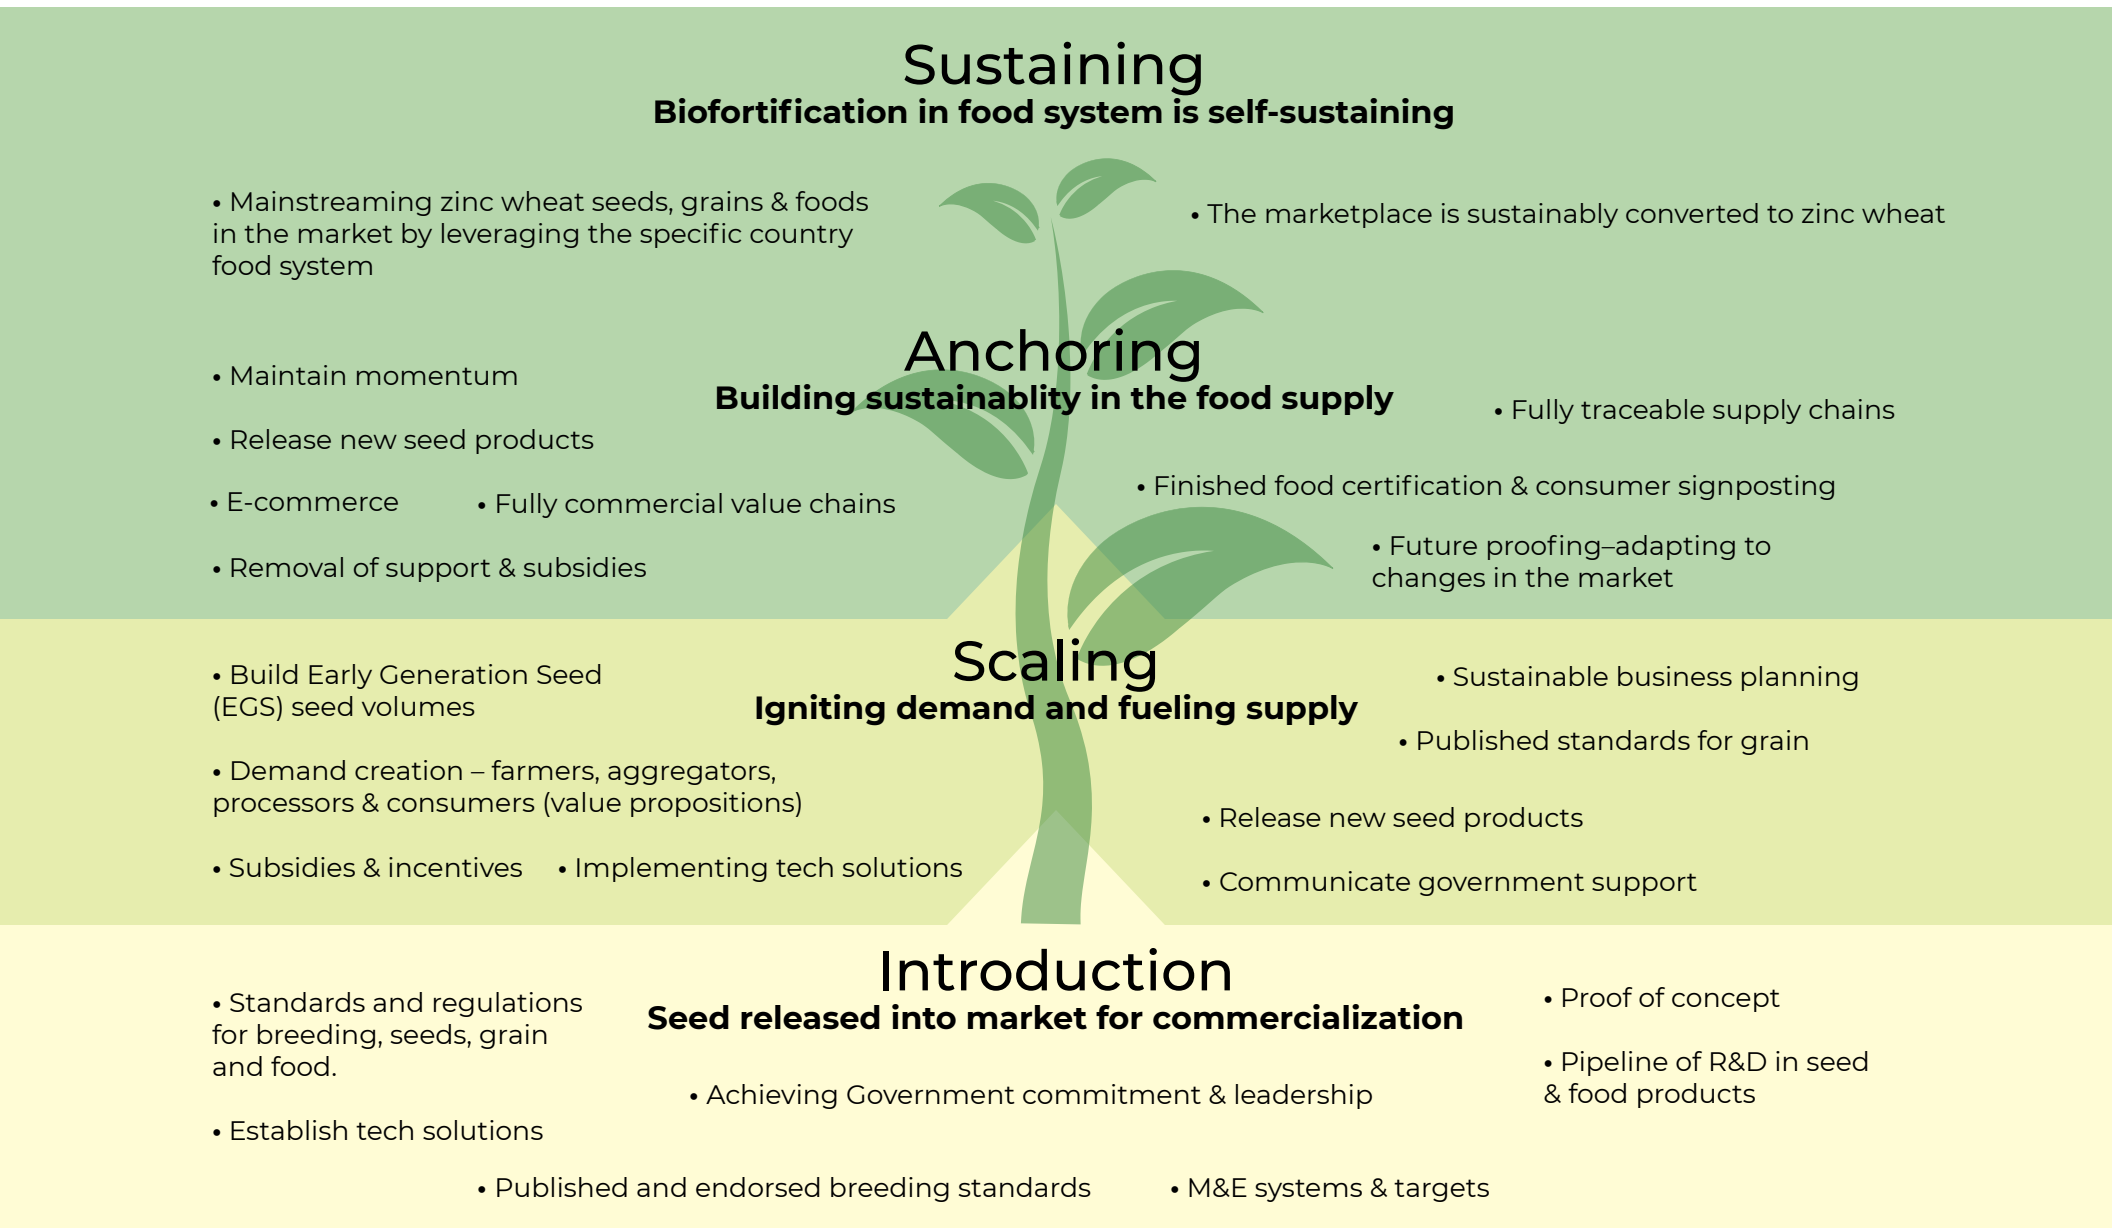 Sustaining
Biofortification in food system is self-sustaining
• Mainstreaming zinc wheat seeds, grains & foods
in the market by leveraging the specific country
food system
• The marketplace is sustainably converted to zinc wheat
Anchoring
Building sustainablity in the food supply
• Maintain momentum
• Release new seed products
• E-commerce
• Fully commercial value chains
• Removal of support & subsidies
• Fully traceable supply chains
• Finished food certification & consumer signposting
• Future proofing–adapting to
changes in the market
Scaling
Igniting demand and fueling supply
• Build Early Generation Seed
(EGS) seed volumes
• Demand creation – farmers, aggregators,
processors & consumers (value propositions)
• Subsidies & incentives
• Implementing tech solutions
• Sustainable business planning
• Published standards for grain
• Release new seed products
• Communicate government support
Introduction
Seed released into market for commercialization
• Standards and regulations
for breeding, seeds, grain
and food.
• Establish tech solutions
• Achieving Government commitment & leadership
• Proof of concept
• Pipeline of R&D in seed
& food products
• Published and endorsed breeding standards
• M&E systems & targets